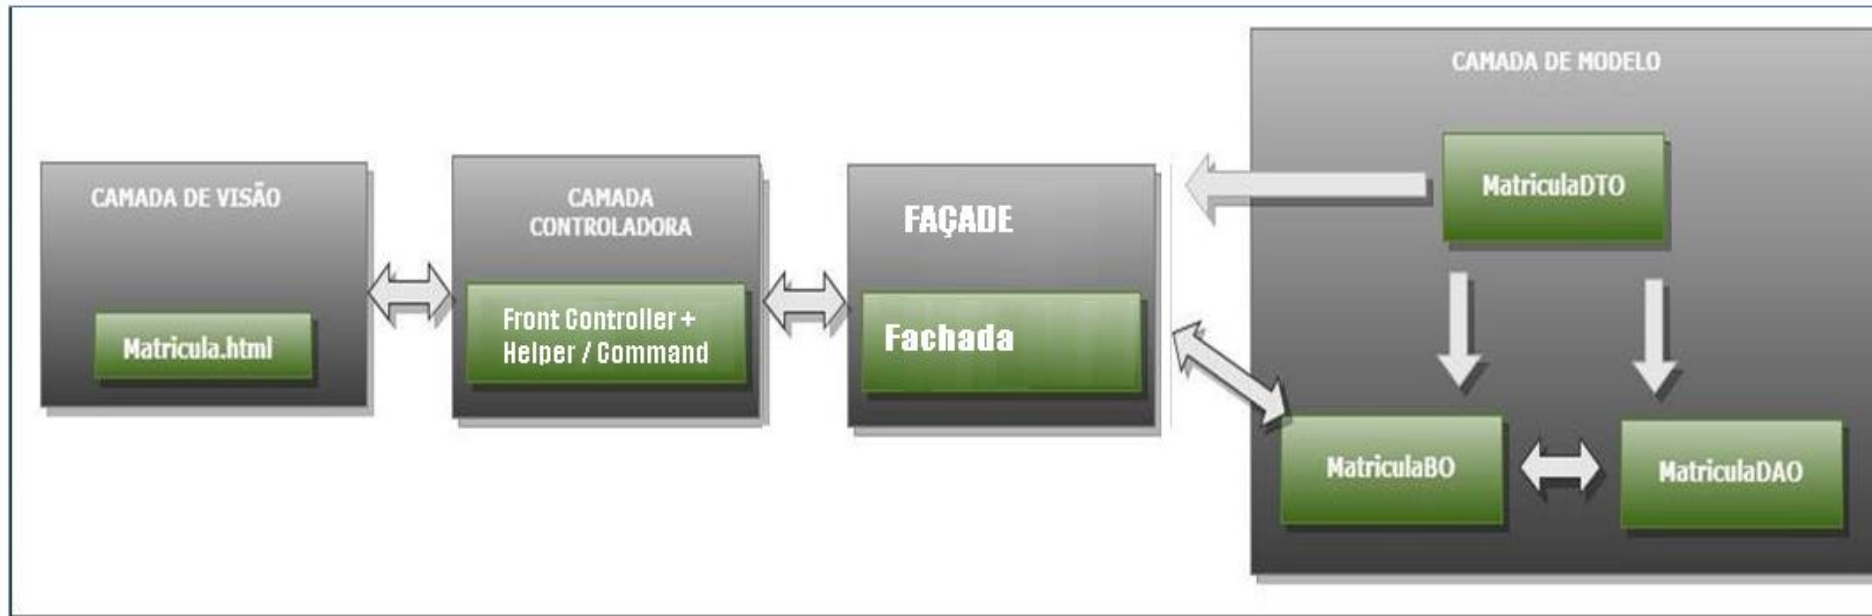 CAMADA DE VISÃO
Matricula.html
CAMADA
CONTROLADORA
Front Controller +
Helper / Command
FAÇADE
Fachada
CAMADA DE MODELO
MatriculaDTO
MatriculaBO
MatriculaDAO